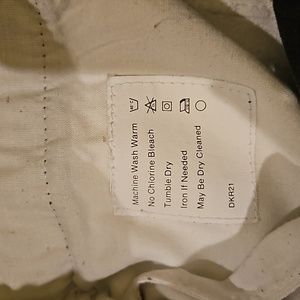 Machine Wash Warm
No Chlorine Bleach
Tumble Dry
Iron If Needed
May Be Dry Cleaned
DKR21